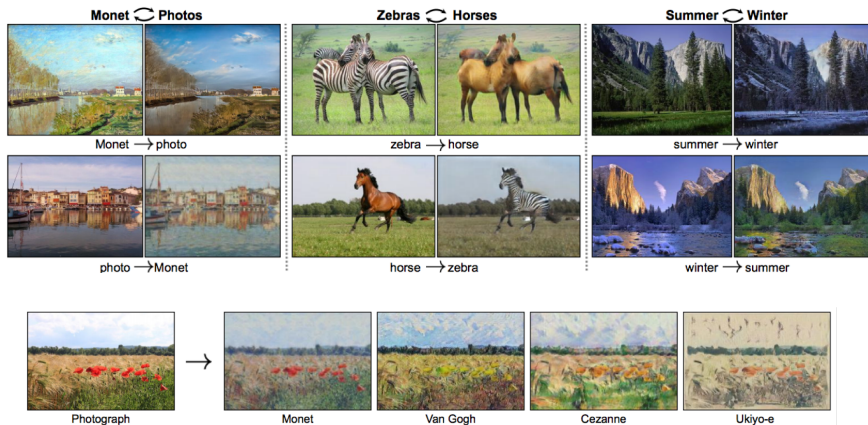 Monet Photos
Zebras Horses
Summer Winter
Monet → photo
zebra → horse
summer → winter
photo → Monet
horse → zebra
winter → summer
→
Photograph
Monet
Van Gogh
Cezanne
Ukiyo-e